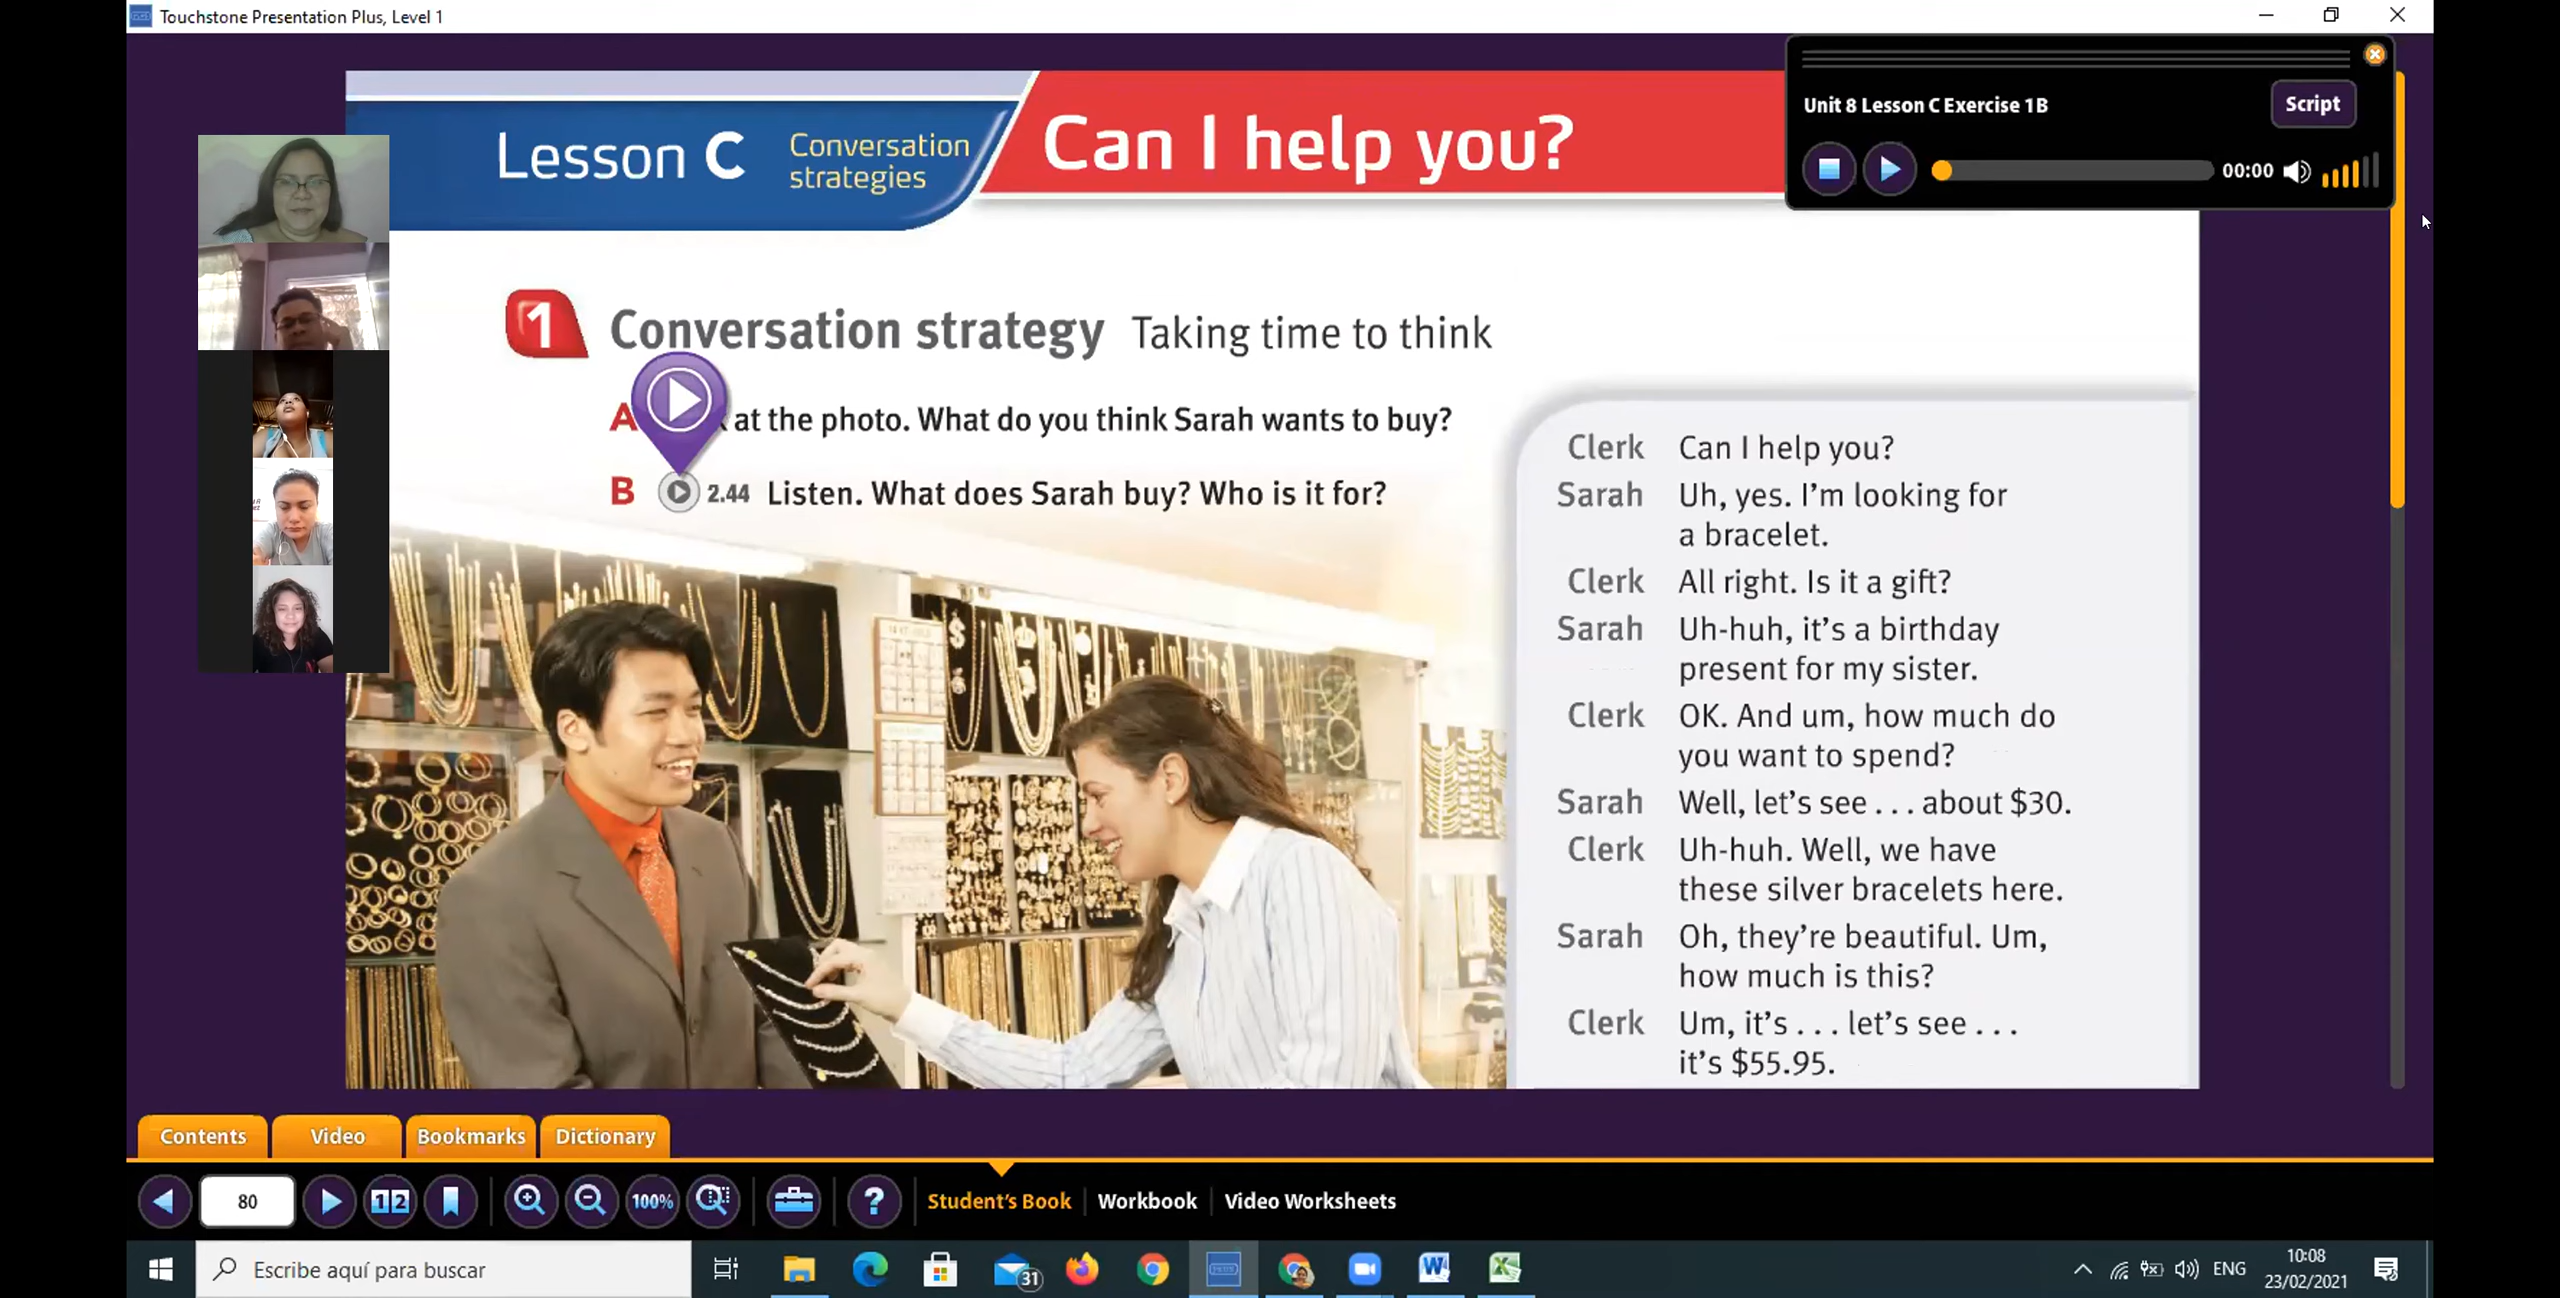 Touchstone Presentation Plus, Level 1
Unit 8 Lesson C Exercise 1B
Script
00:00
Lesson C
Conversation
strategies
Can I help you?
1 Conversation strategy Taking time to think
A at the photo. What do you think Sarah wants to buy?
B 2.44 Listen. What does Sarah buy? Who is it for?
Clerk Can I help you?
Sarah Uh, yes. I'm looking for
a bracelet.
Clerk All right. Is it a gift?
Sarah Uh-huh, it's a birthday
present for my sister.
Clerk OK. And um, how much do
you want to spend?
Sarah Well, let's see . . . about $30.
Clerk Uh-huh. Well, we have
these silver bracelets here.
Sarah Oh, they're beautiful. Um,
how much is this?
Clerk Um, it's . . . let's see . . .
it's $55.95.
Contents Video Bookmarks Dictionary
80 12 100% ? Student's Book Workbook Video Worksheets
Escribe aquí para buscar
31
ENG
10:08
23/02/2021